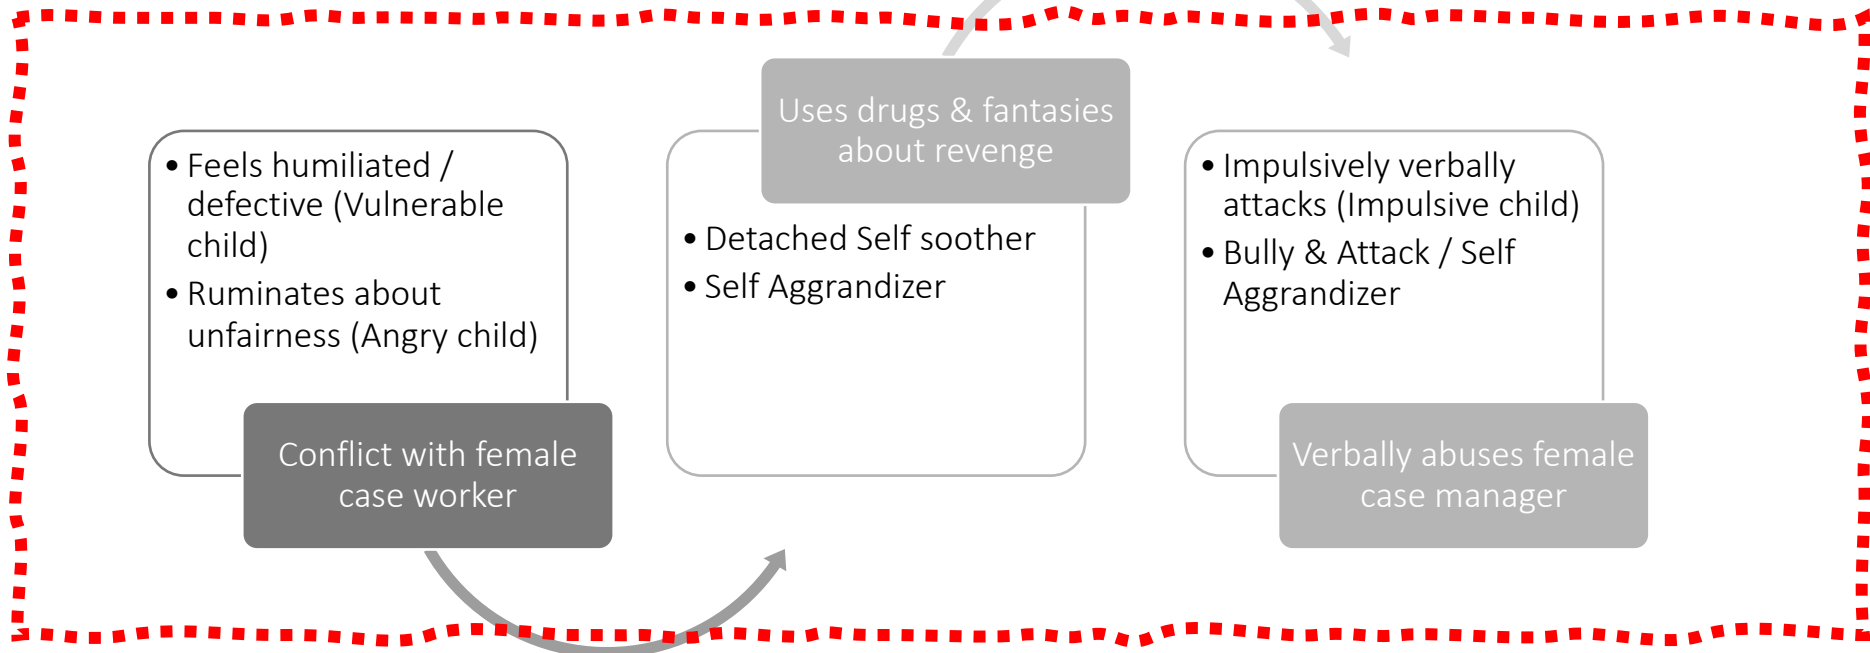 • Feels humiliated /
defective (Vulnerable
child)
• Ruminates about
unfairness (Angry child)
Conflict with female
case worker
Uses drugs & fantasies
about revenge
• Detached Self soother
• Self Aggrandizer
• Impulsively verbally
attacks (Impulsive child)
• Bully & Attack / Self
Aggrandizer
Verbally abuses female
case manager